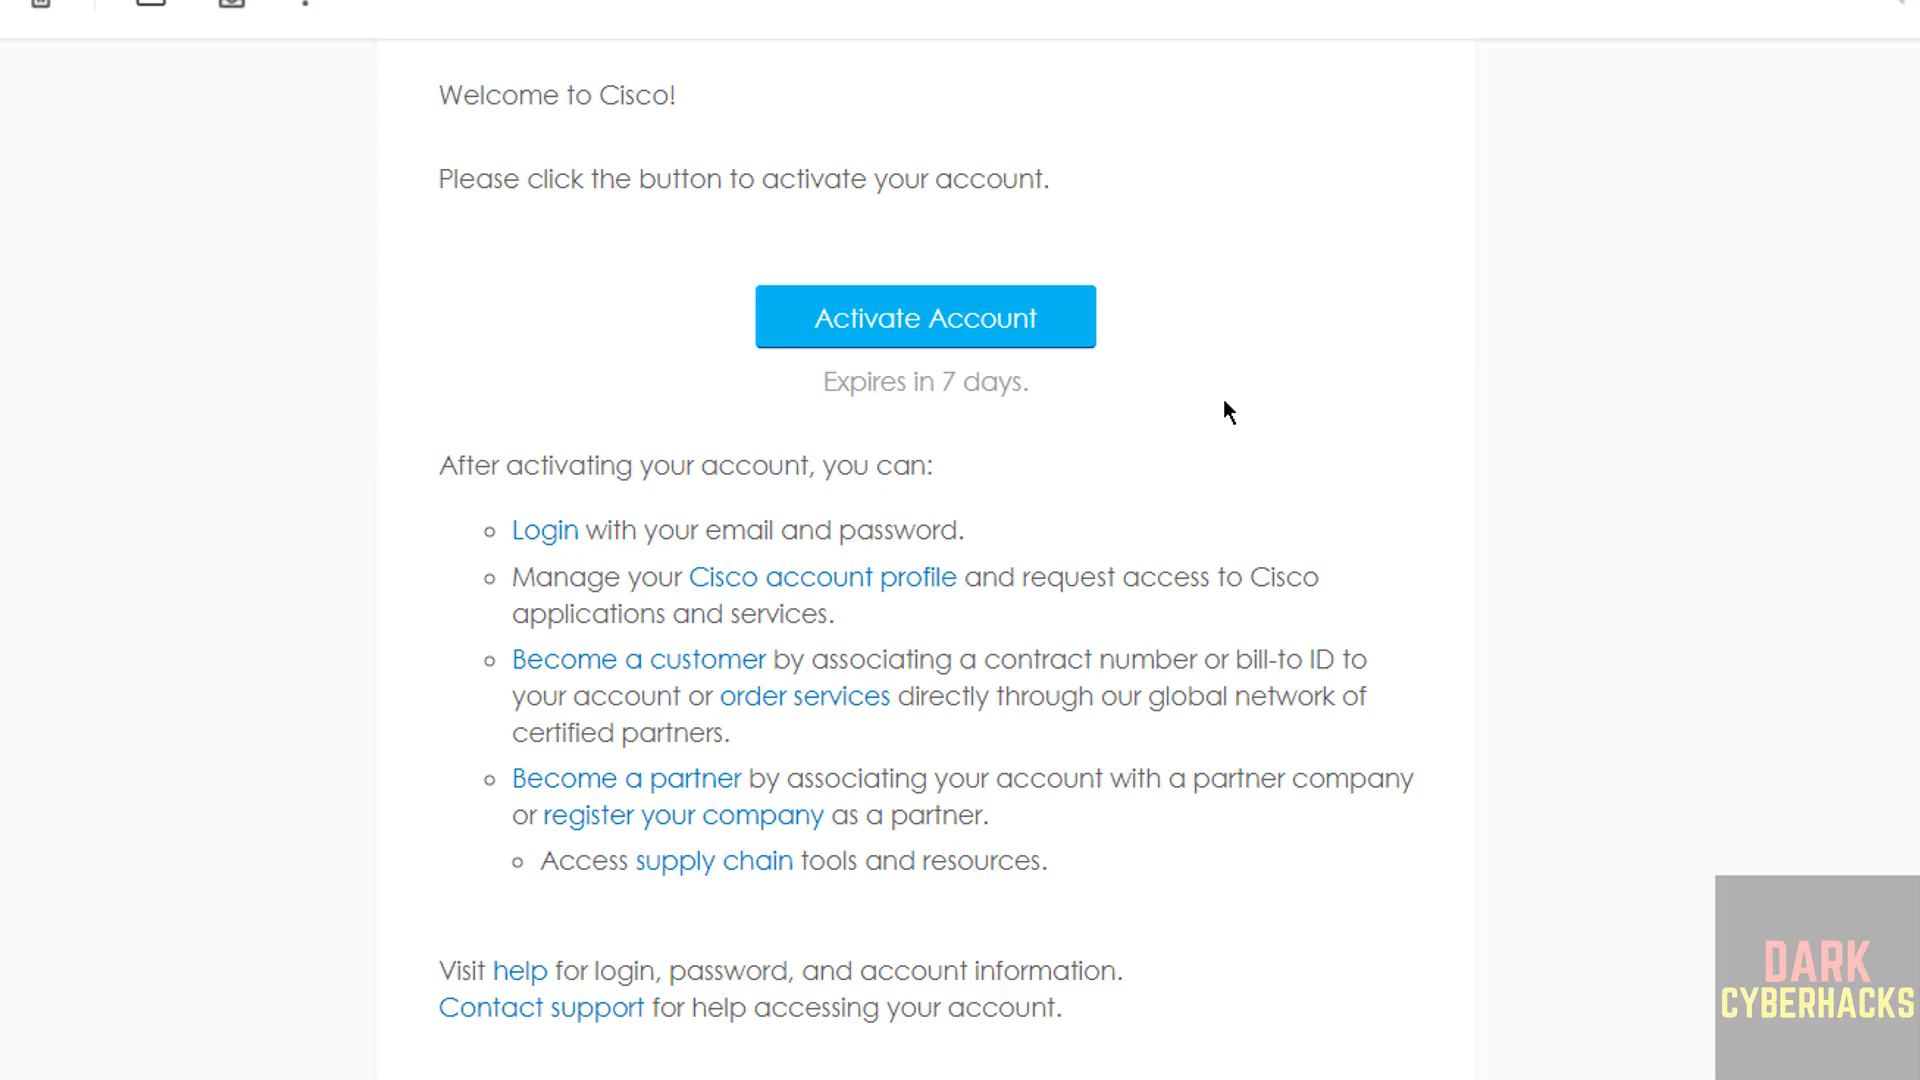 Welcome to Cisco!
Please click the button to activate your account.
Activate Account
Expires in 7 days.
After activating your account, you can:
Login with your email and password.
Manage your Cisco account profile and request access to Cisco
applications and services.
Become a customer by associating a contract number or bill-to ID to
your account or order services directly through our global network of
certified partners.
Become a partner by associating your account with a partner company
or register your company as a partner.
Access supply chain tools and resources.
Visit help for login, password, and account information.
Contact support for help accessing your account.
DARK
CYBERHACKS